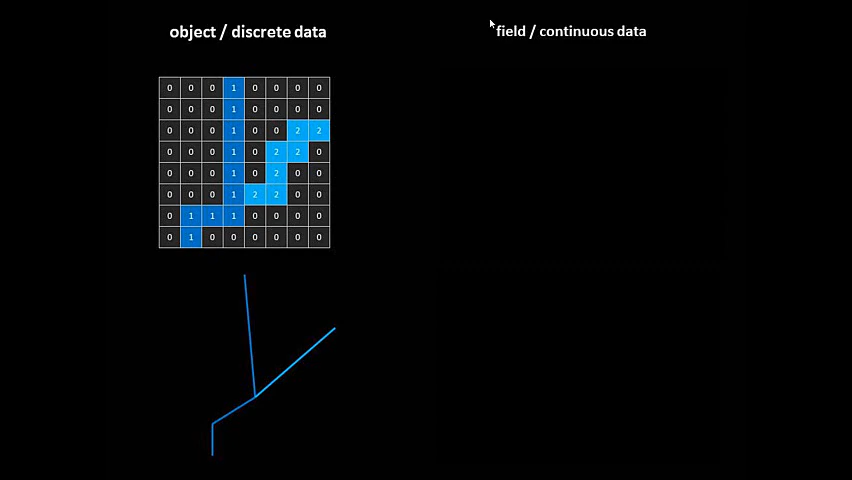 object / discrete data
field / continuous data
0 0 0 1 0 0 0 0
0 0 0 1 0 0 0 0
0 0 0 1 0 0 2 2
0 0 0 1 0 2 2 0
0 0 0 1 0 2 0 0
0 0 0 1 2 2 0 0
0 1 1 1 0 0 0 0
0 1 0 0 0 0 0 0